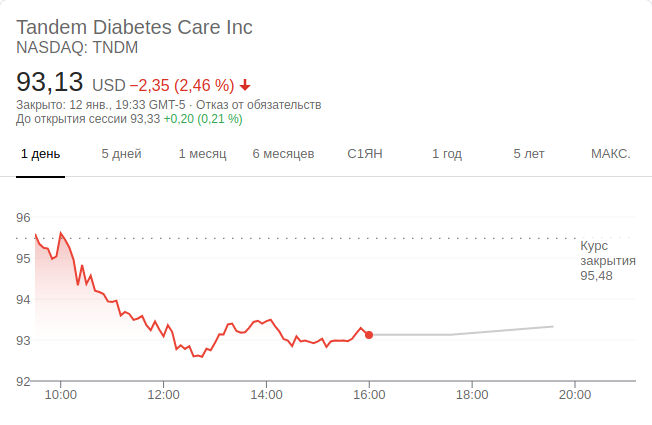 Tandem Diabetes Care Inc
NASDAQ: TNDM
93,13 USD −2,35 (2,46 %)
Закрыто: 12 янв., 19:33 GMT-5 · Отказ от обязательств
До открытия сессии 93,33 +0,20 (0,21 %)
1 день 5 дней 1 месяц 6 месяцев С1ЯН 1 год 5 лет МАКС.
96
95
94
93
92
Курс
закрытия
95,48
10:00 12:00 14:00 16:00 18:00 20:00